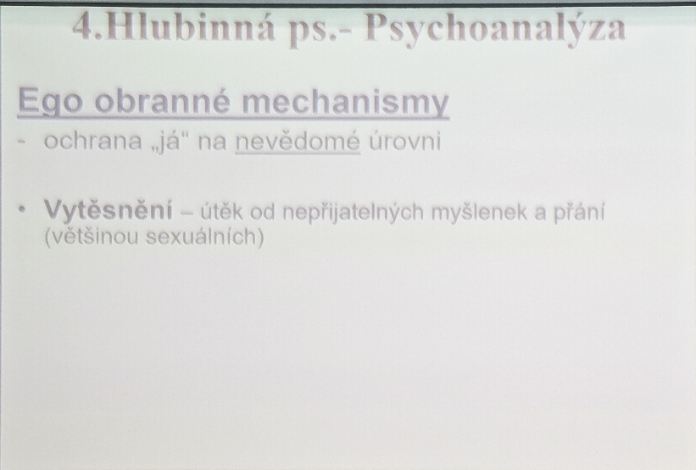 4.Hlubinná ps.- Psychoanalýza
Ego obranné mechanismy
- ochrana „já“ na nevědomé úrovni
• Vytěsnění – útěk od nepřijatelných myšlenek a přání
(většinou sexuálních)